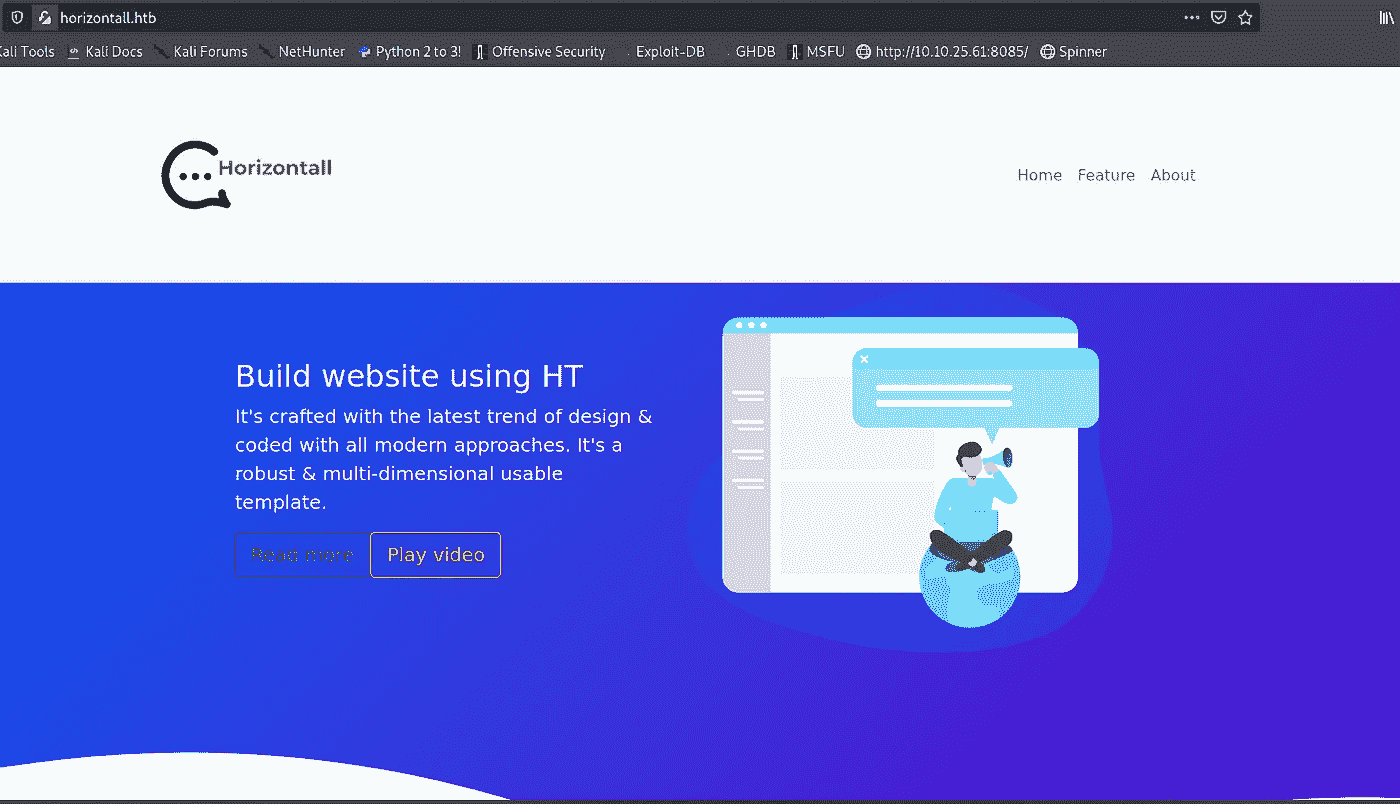 horizontall.htb
Kali Tools Kali Docs Kali Forums NetHunter Python 2 to 3! Offensive Security Exploit-DB GHDB MSFU http://10.10.25.61:8085/ Spinner
Horizontall
Home Feature About
Build website using HT
It's crafted with the latest trend of design &
coded with all modern approaches. It's a
robust & multi-dimensional usable
template.
Read more Play video